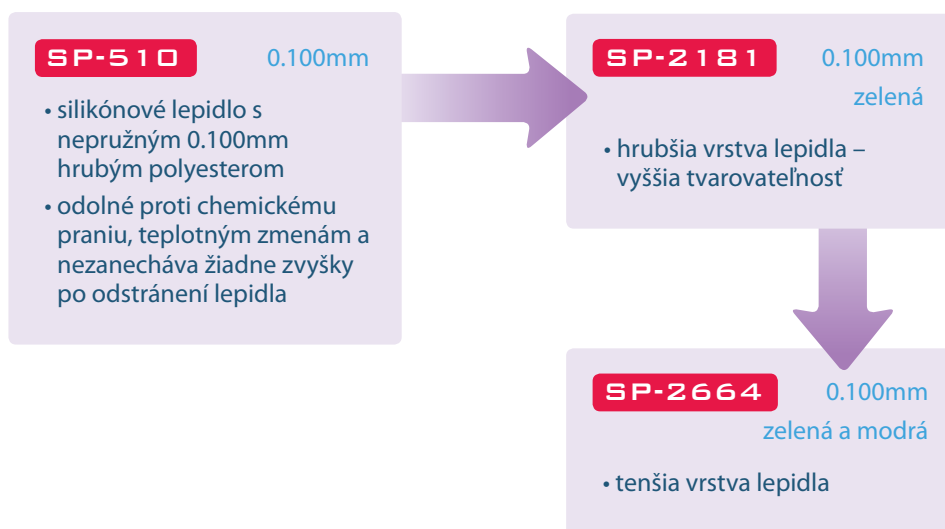 SP-510 0.100mm
• silikónové lepidlo s
nepružným 0.100mm
hrubým polyesterom
• odolné proti chemickému
praniu, teplotným zmenám a
nezanecháva žiadne zvyšky
po odstránení lepidla
SP-2181 0.100mm
zelená
• hrubšia vrstva lepidla –
vyššia tvarovateľnosť
SP-2664 0.100mm
zelená a modrá
• tenšia vrstva lepidla